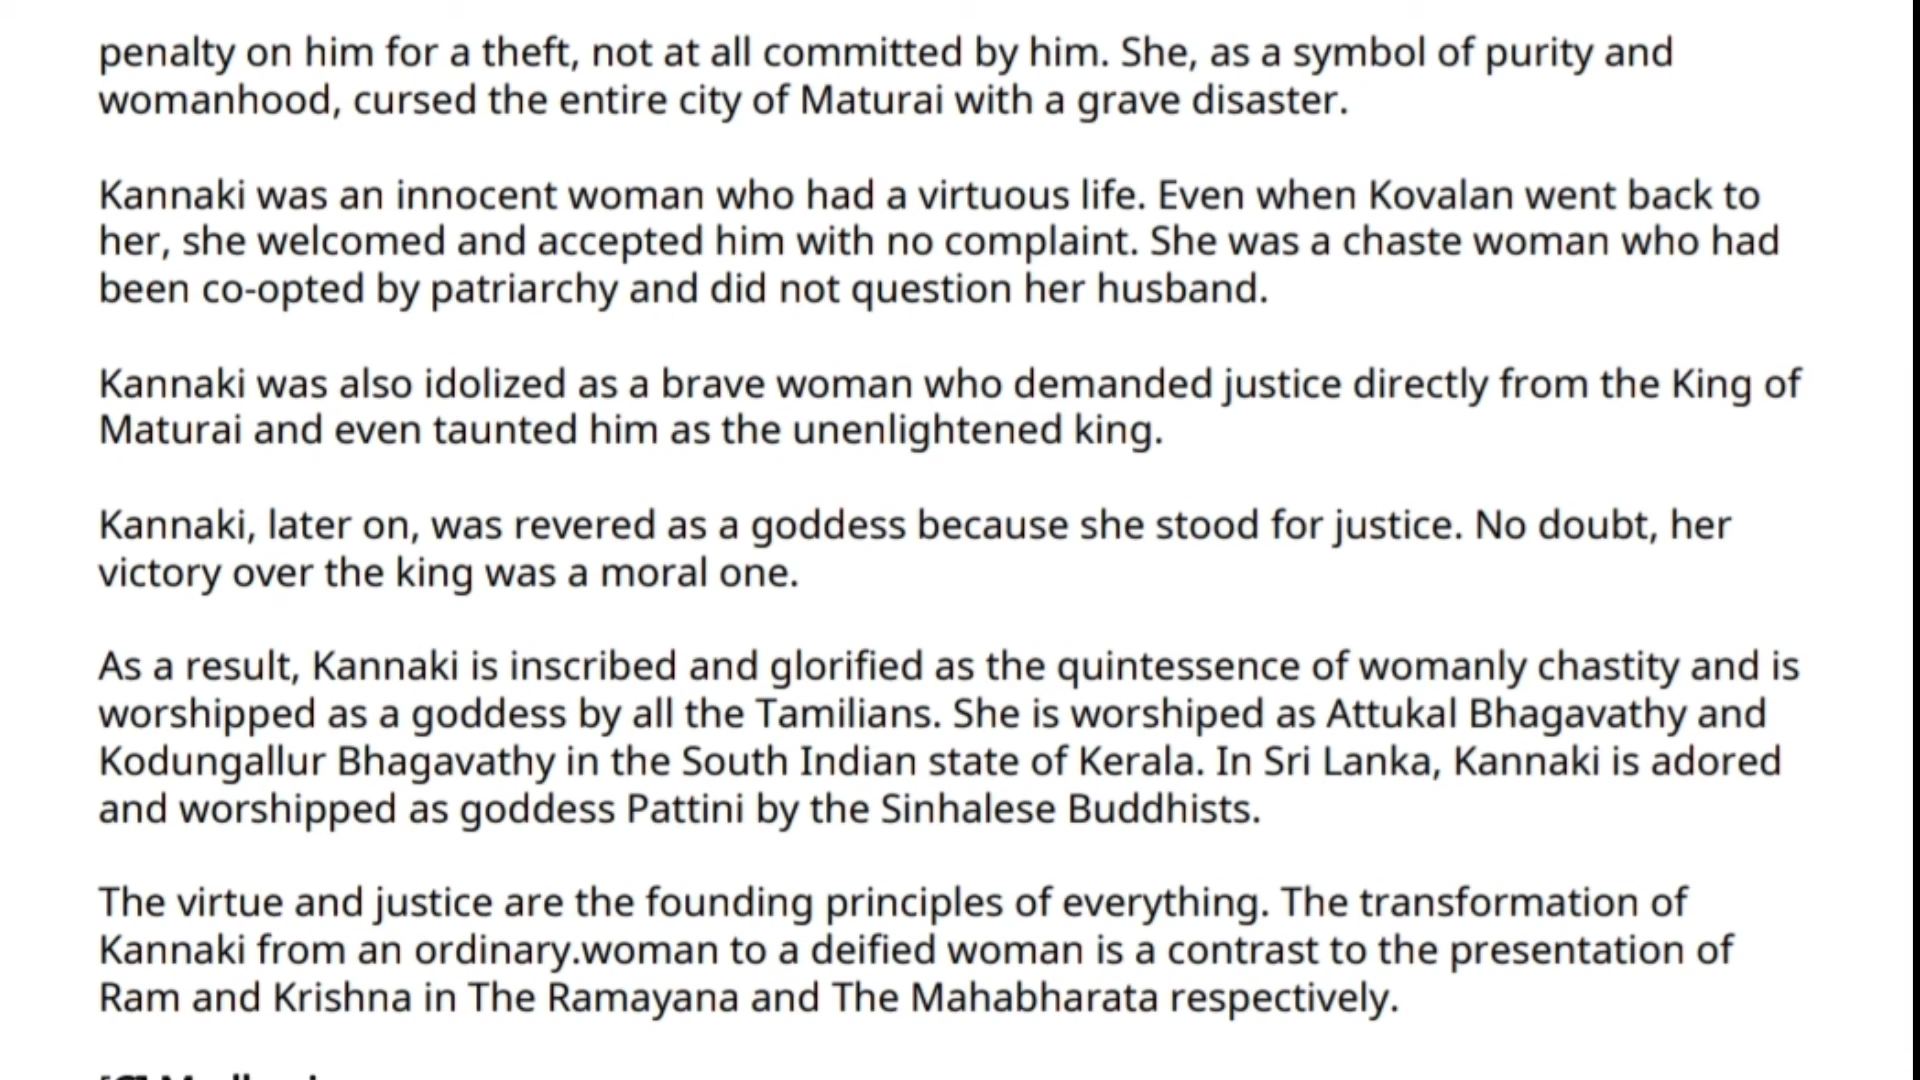 penalty on him for a theft, not at all committed by him. She, as a symbol of purity and
womanhood, cursed the entire city of Maturai with a grave disaster.
Kannaki was an innocent woman who had a virtuous life. Even when Kovalan went back to
her, she welcomed and accepted him with no complaint. She was a chaste woman who had
been co-opted by patriarchy and did not question her husband.
Kannaki was also idolized as a brave woman who demanded justice directly from the King of
Maturai and even taunted him as the unenlightened king.
Kannaki, later on, was revered as a goddess because she stood for justice. No doubt, her
victory over the king was a moral one.
As a result, Kannaki is inscribed and glorified as the quintessence of womanly chastity and is
worshipped as a goddess by all the Tamilians. She is worshiped as Attukal Bhagavathy and
Kodungallur Bhagavathy in the South Indian state of Kerala. In Sri Lanka, Kannaki is adored
and worshipped as goddess Pattini by the Sinhalese Buddhists.
The virtue and justice are the founding principles of everything. The transformation of
Kannaki from an ordinary.woman to a deified woman is a contrast to the presentation of
Ram and Krishna in The Ramayana and The Mahabharata respectively.